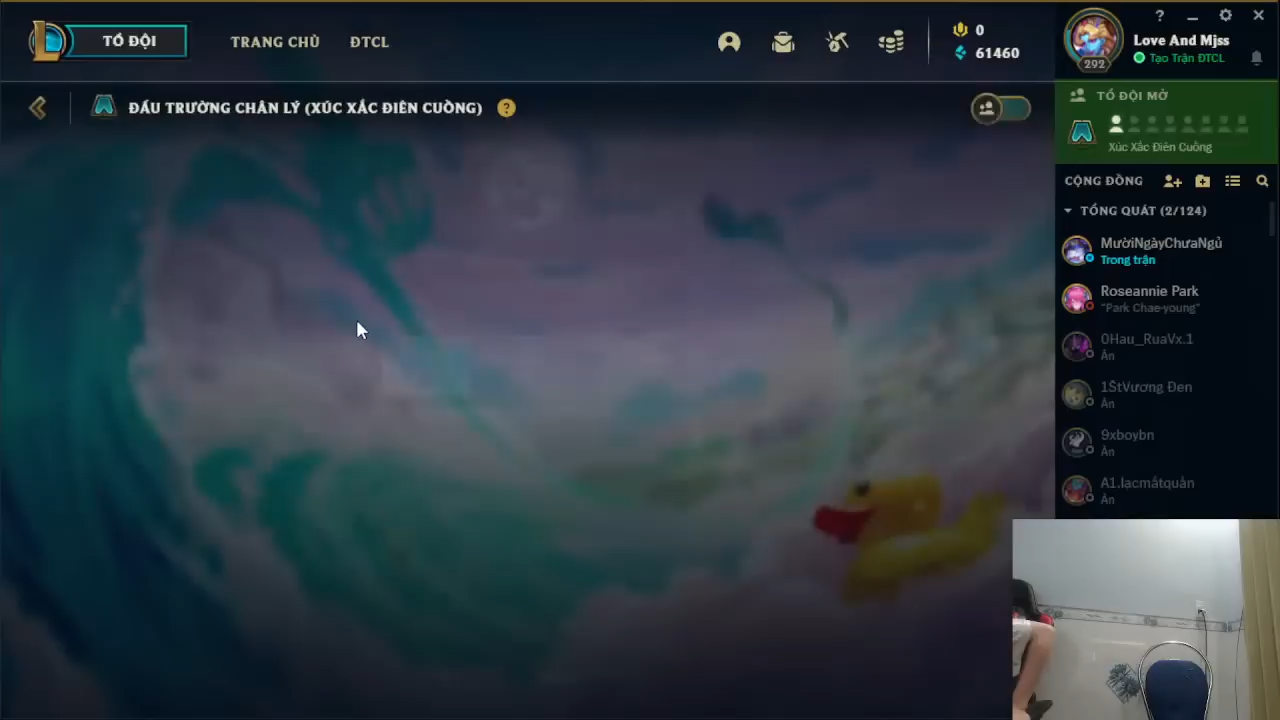 TỔ ĐỘI
TRANG CHỦ
ĐTCL
0
61460
292
?
Love And Mjss
Tạo Trận ĐTCL
ĐẤU TRƯỜNG CHÂN LÝ (XÚC XẮC ĐIÊN CUỒNG)
?
TỔ ĐỘI MỞ
Xúc Xắc Điên Cuồng
CỘNG ĐỒNG
TỔNG QUÁT (2/124)
MườiNgàyChưaNgủ
Trong trận
Roseannie Park
"Park Chae-young"
0Hau_RuaVx.1
Ẩn
1ŠtVương Đen
Ẩn
9xboybn
Ẩn
A1.lạcmấtquản
Ẩn